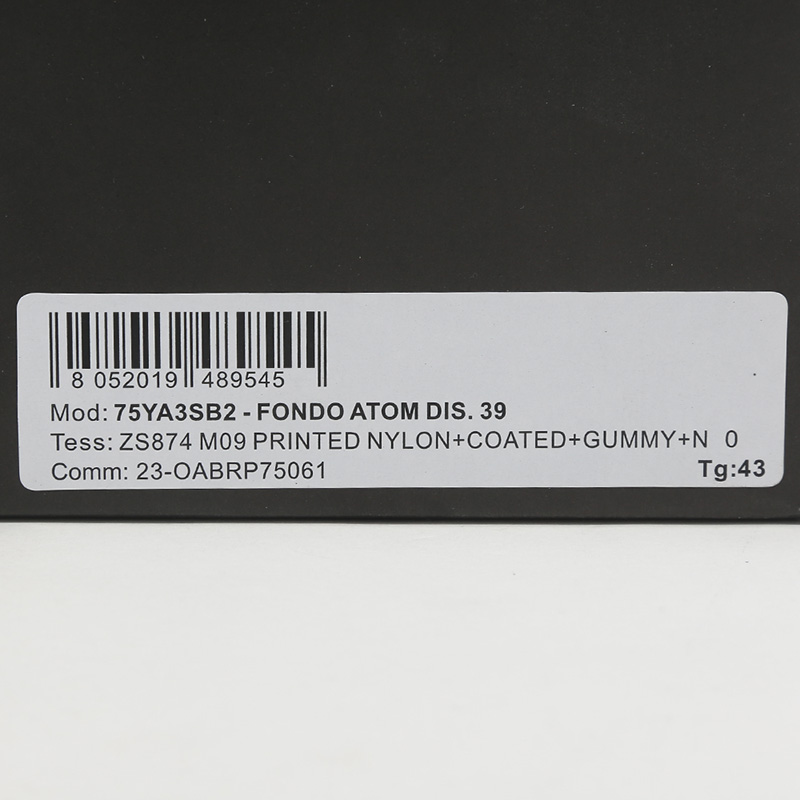 8 052019 489545
Mod: 75YA3SB2 - FONDO ATOM DIS. 39
Tess: ZS874 M09 PRINTED NYLON+COATED+GUMMY+N 0
Comm: 23-OABRP75061
Tg:43